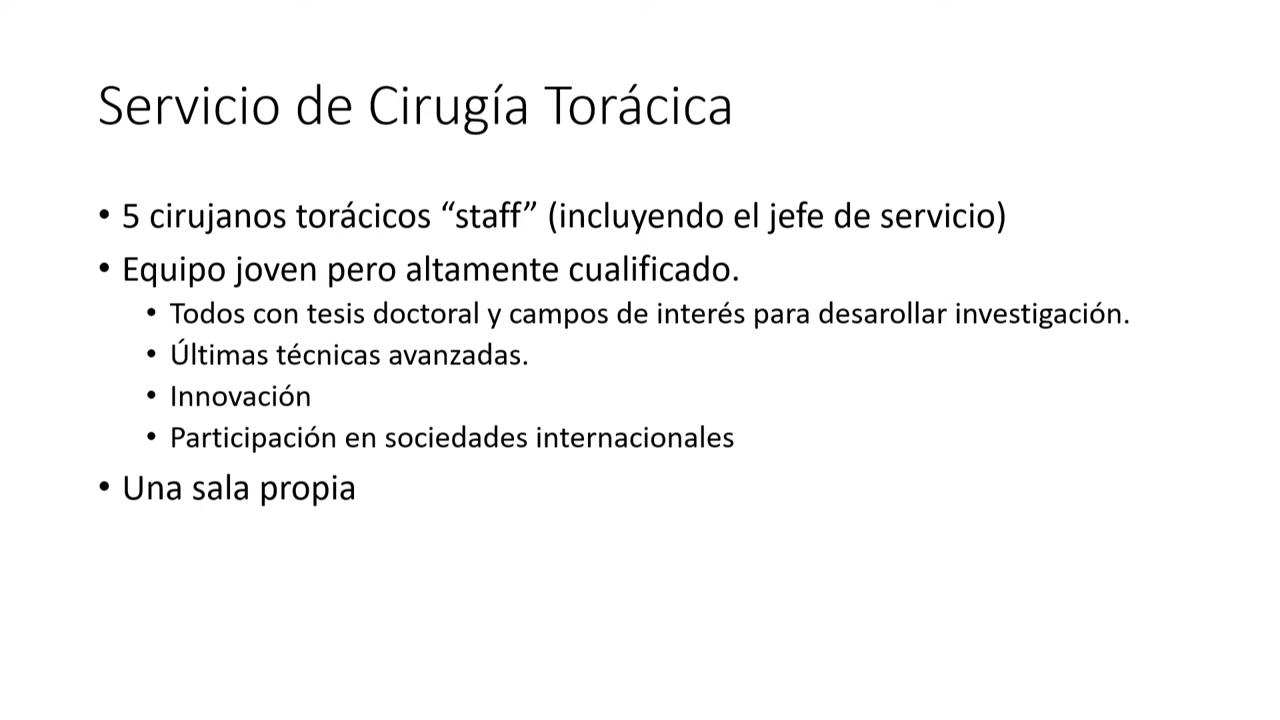 Servicio de Cirugía Torácica
• 5 cirujanos torácicos “staff” (incluyendo el jefe de servicio)
• Equipo joven pero altamente cualificado.
• Todos con tesis doctoral y campos de interés para desarollar investigación.
• Últimas técnicas avanzadas.
• Innovación
• Participación en sociedades internacionales
• Una sala propia